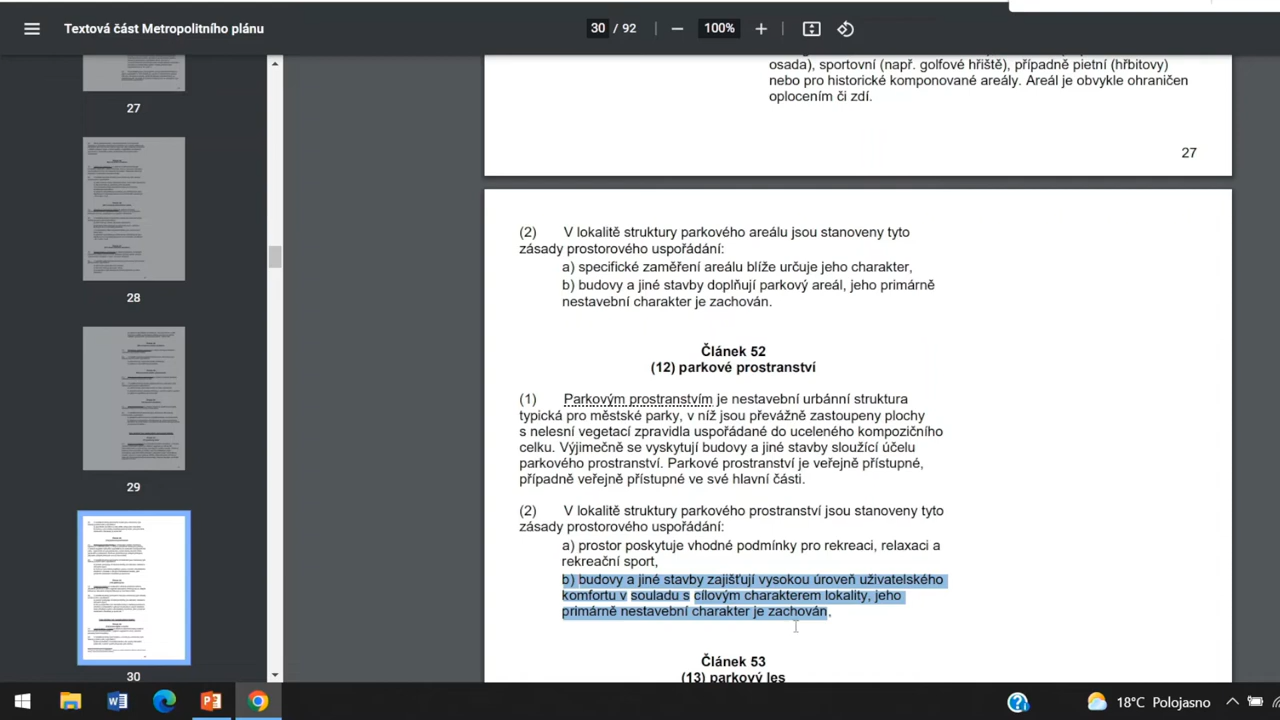 Textová část Metropolitního plánu
30 / 92
100%
osada), sportovní (např. golfové hřiště), případně pietní (hřbitovy)
nebo pro historické komponované areály. Areál je obvykle ohraničen
oplocením či zdí.
27
27
28
29
30
(2) V lokalitě struktury parkového areálu jsou stanoveny tyto
zásady prostorového uspořádání:
a) specifické zaměření areálu blíže určuje jeho charakter,
b) budovy a jiné stavby doplňují parkový areál, jeho primárně
nestavební charakter je zachován.
Článek 52
(12) parkové prostranství
(1) Parkovým prostranstvím je nestavební urbánní struktura
typická pro městské parky, v níž jsou převážně zastoupeny plochy
s nelesní vegetací zpravidla uspořádané do uceleného kompozičního
celku. Výjimečně se vyskytují budovy a jiné stavby sloužící účelu
parkového prostranství. Parkové prostranství je veřejně přístupné,
případně veřejně přístupné ve své hlavní části.
(2) V lokalitě struktury parkového prostranství jsou stanoveny tyto
zásady prostorového uspořádání:
a) prostor poskytuje vhodné podmínky pro rekreaci, relaxaci a
rekreační sport,
b) budovy a jiné stavby zajistují vysokou úroveň uživatelského
komfortu v souladu s cílovým charakterem lokality, jeho
primárně nestavební charakter je zachován,
Článek 53
(13) parkový les
18°C Polojasno